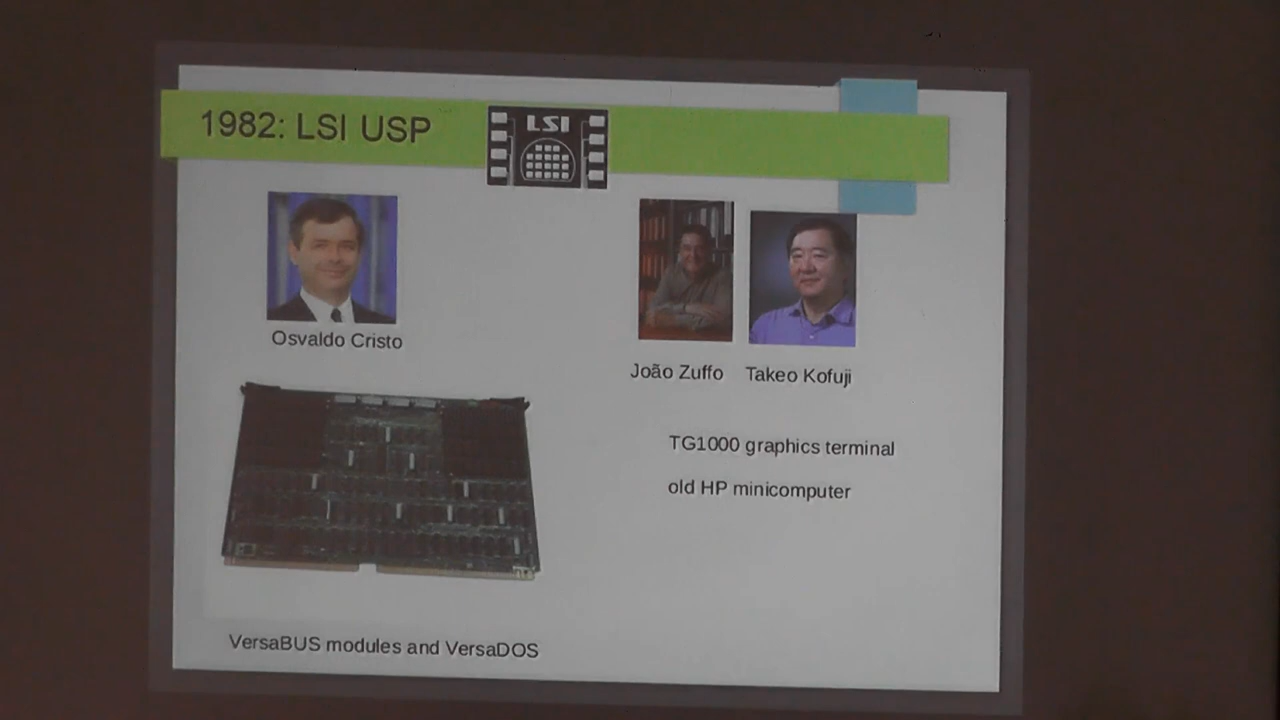 1982: LSI USP
LSI
Osvaldo Cristo
João Zuffo
Takeo Kofuji
TG1000 graphics terminal
old HP minicomputer
VersaBUS modules and VersaDOS